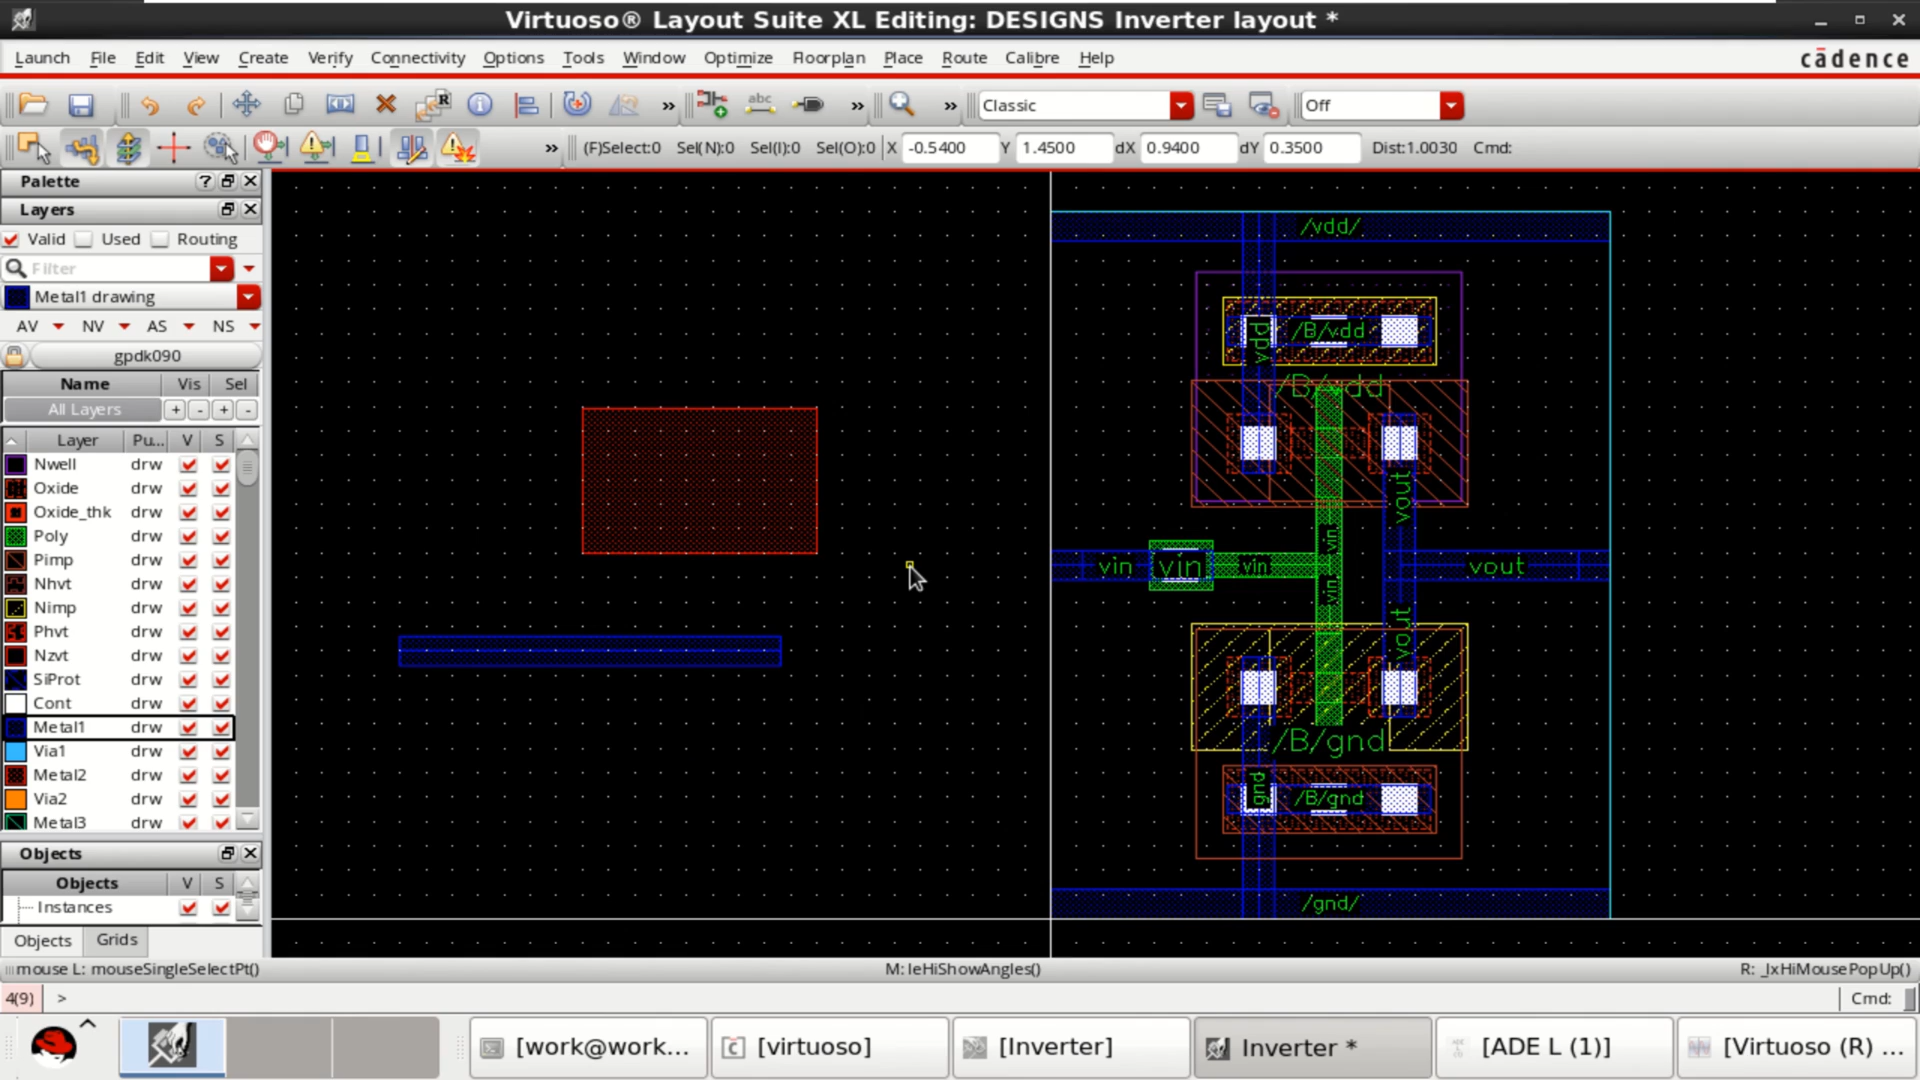 Virtuoso® Layout Suite XL Editing: DESIGNS Inverter layout *
Launch File Edit View Create Verify Connectivity Options Tools Window Optimize Floorplan Place Route Calibre Help cādence
R » abc » » Classic Off
» (F)Select:0 Sel(N):0 Sel(I):0 Sel(O):0 X -0.5400 Y 1.4500 dX 0.9400 dY 0.3500 Dist:1.0030 Cmd:
Palette ?
Layers
Valid Used Routing
Filter
Metal1 drawing
AV NV AS NS
gpdk090
Name Vis Sel
All Layers + - + -
Layer Pu... V S
Nwell drw
Oxide drw
Oxide_thk drw
Poly drw
Pimp drw
Nhvt drw
Nimp drw
Phvt drw
Nzvt drw
SiProt drw
Cont drw
Metal1 drw
Via1 drw
Metal2 drw
Via2 drw
Metal3 drw
Objects
Objects V S
Instances
Objects Grids
/vdd/
vdd /B/vdd
/B/vdd
vout
vin
vin vin vin vout
vin
vout
/B/gnd
gnd /B/gnd
/gnd/
mouse L: mouseSingleSelectPt() M: leHiShowAngles() R: _lxHiMousePopUp()
4(9) > Cmd:
[work@work... [virtuoso] [Inverter] Inverter * [ADE L (1)] [Virtuoso (R) ...